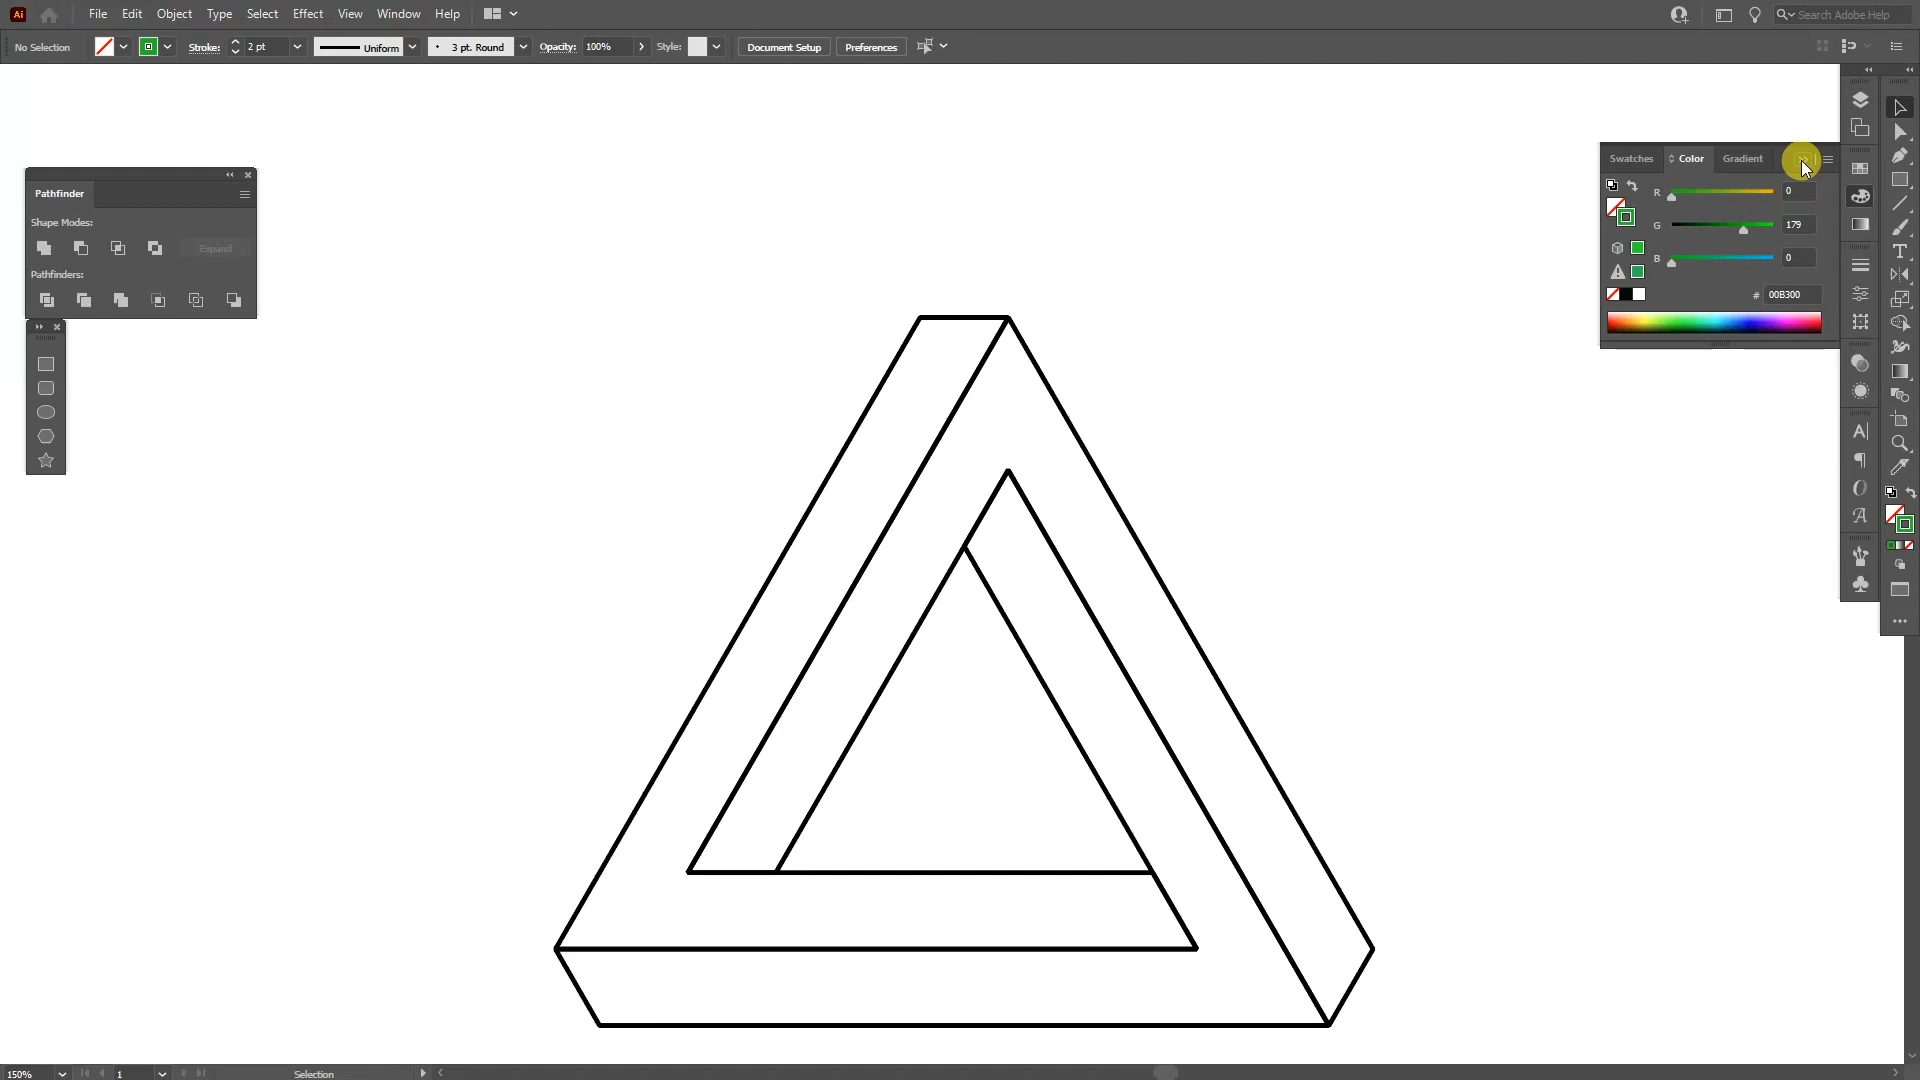 Ai File Edit Object Type Select Effect View Window Help Search Adobe Help
No Selection Stroke: 2 pt Uniform 3 pt. Round Opacity: 100% Style: Document Setup Preferences
Pathfinder
Shape Modes:
Expand
Pathfinders:
Swatches Color Gradient
R 0
G 179
B 0
# 00B300
150% 1 Selection